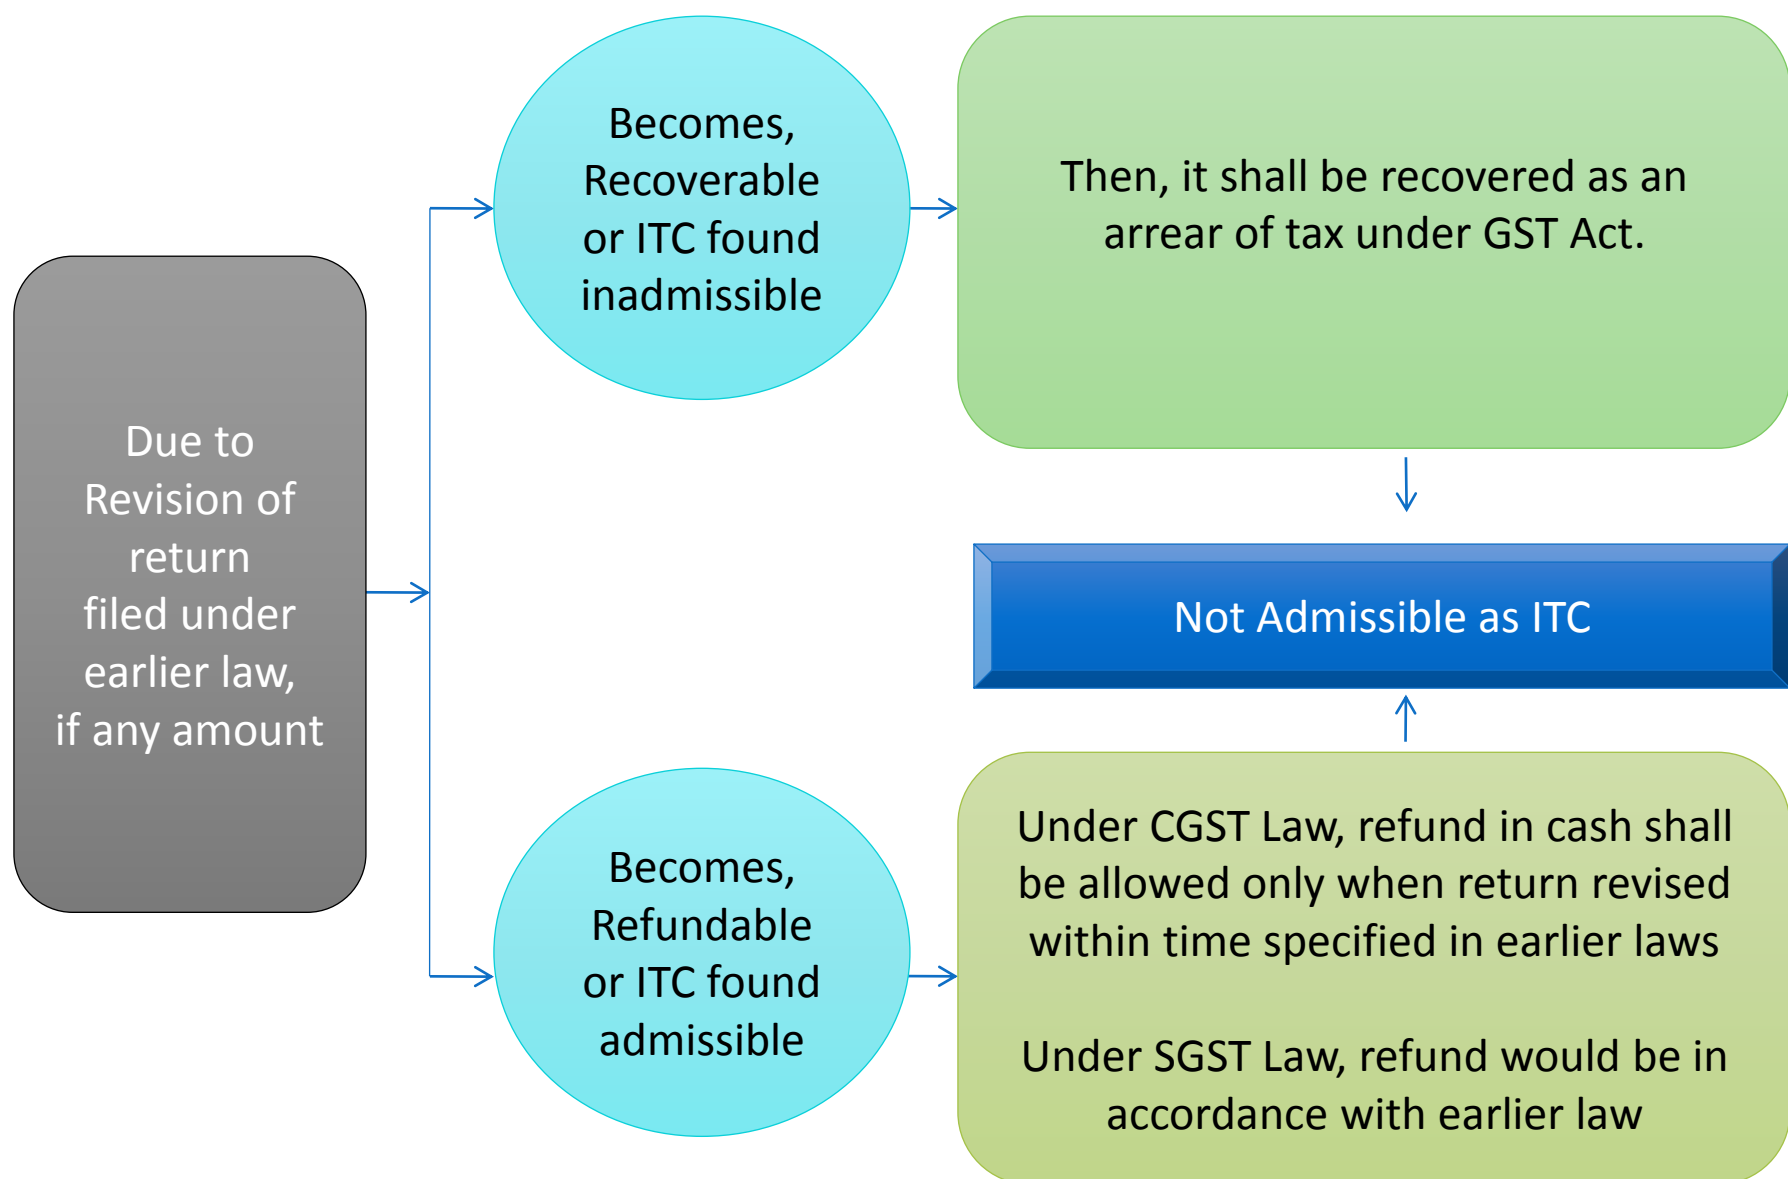 Due to
Revision of
return
filed under
earlier law,
if any amount
Becomes,
Recoverable
or ITC found
inadmissible
Then, it shall be recovered as an
arrear of tax under GST Act.
Not Admissible as ITC
Becomes,
Refundable
or ITC found
admissible
Under CGST Law, refund in cash shall
be allowed only when return revised
within time specified in earlier laws
Under SGST Law, refund would be in
accordance with earlier law